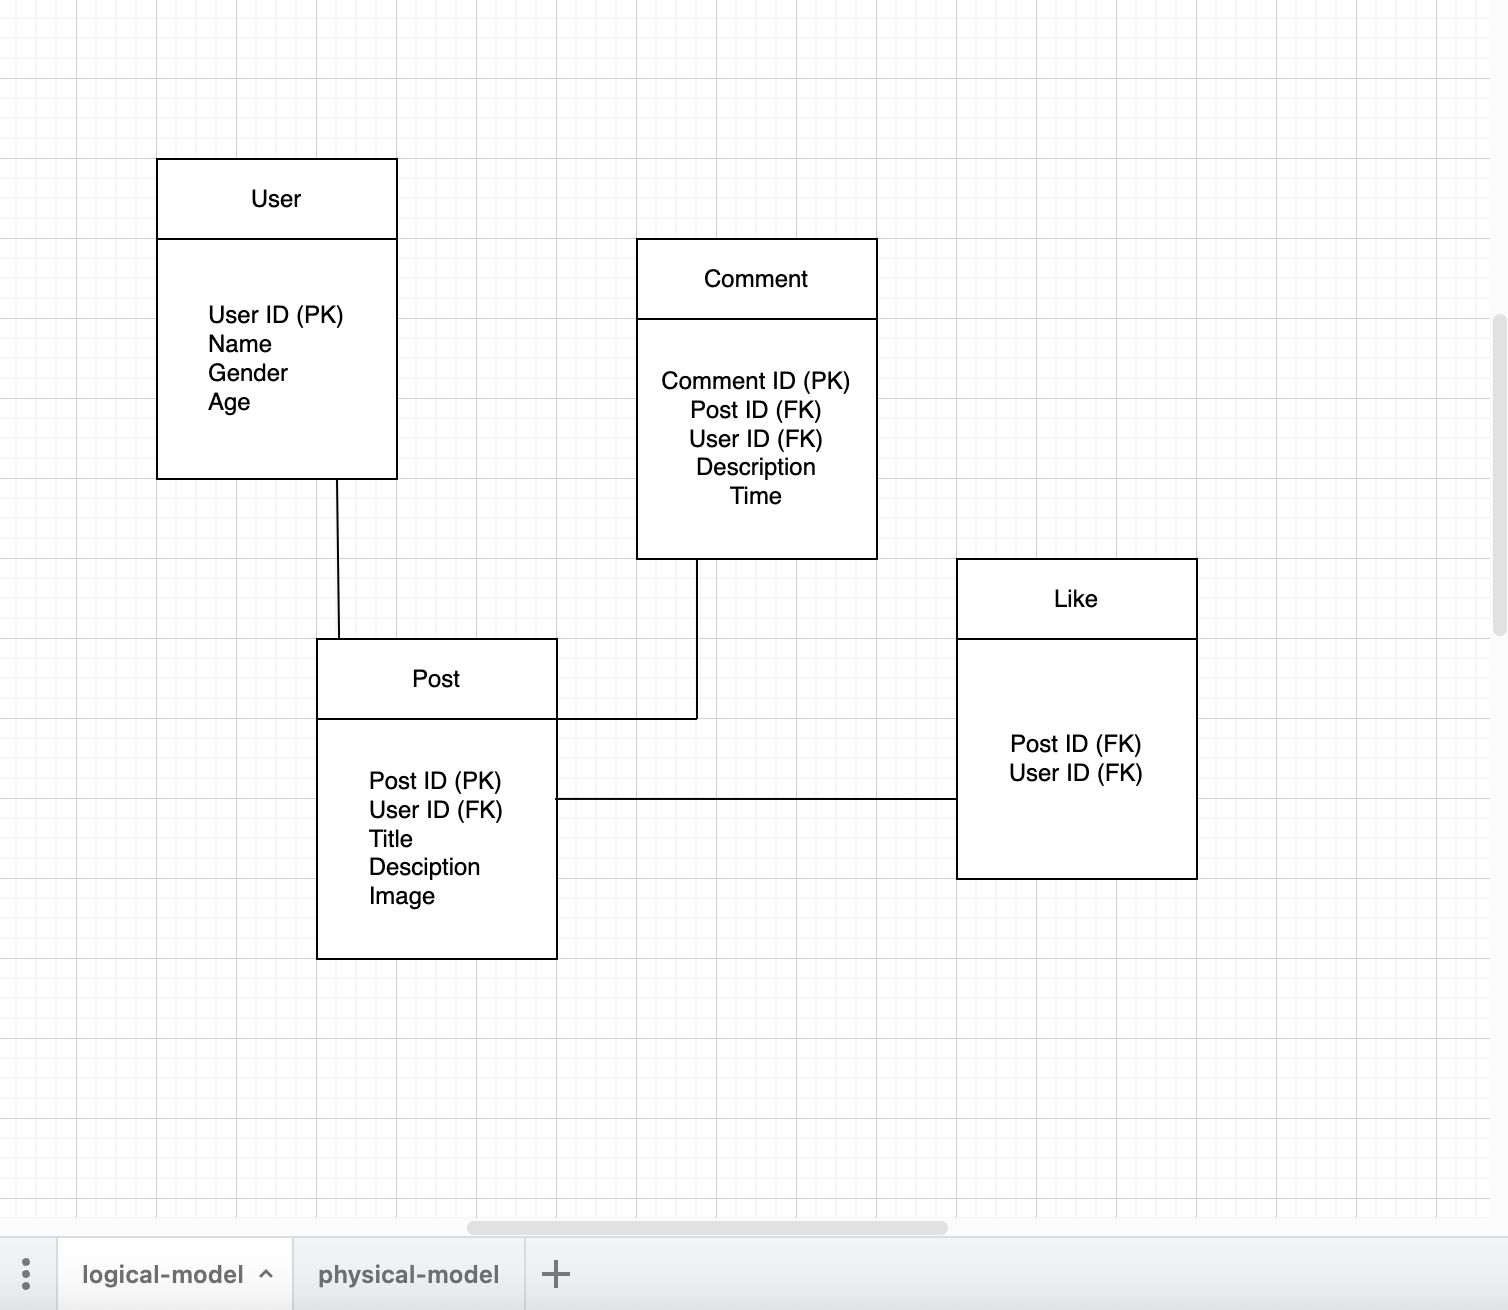 User
User ID (PK)
Name
Gender
Age
Comment
Comment ID (PK)
Post ID (FK)
User ID (FK)
Description
Time
Like
Post ID (FK)
User ID (FK)
Post
Post ID (PK)
User ID (FK)
Title
Desciption
Image
logical-model
physical-model